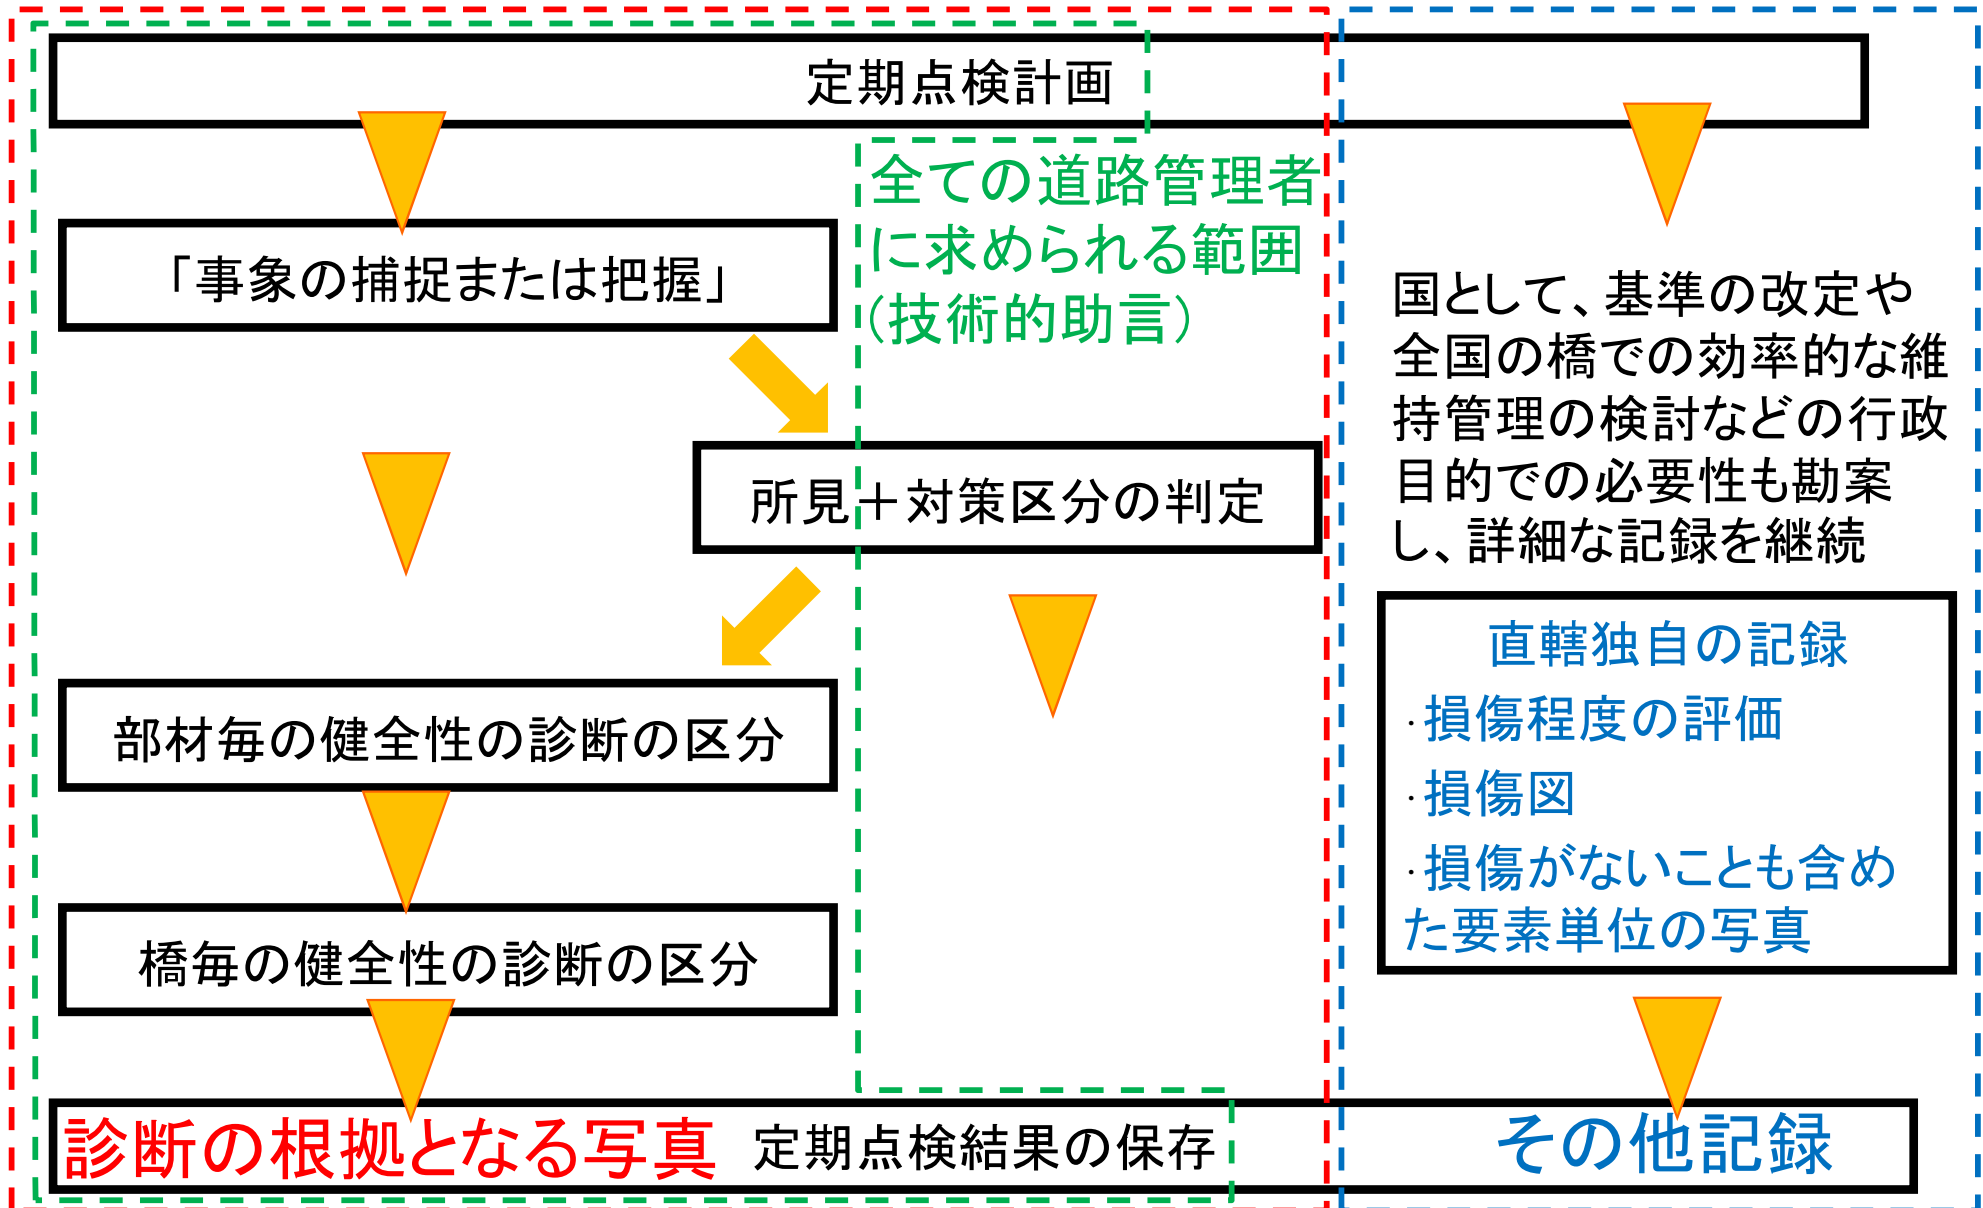 定期点検計画
全ての道路管理者
に求められる範囲
(技術的助言)
「事象の捕捉または把握」
所見＋対策区分の判定
部材毎の健全性の診断の区分
橋毎の健全性の診断の区分
国として、基準の改定や
全国の橋での効率的な維
持管理の検討などの行政
目的での必要性も勘案
し、詳細な記録を継続
直轄独自の記録
・損傷程度の評価
・損傷図
・損傷がないことも含め
た要素単位の写真
診断の根拠となる写真
定期点検結果の保存
その他記録